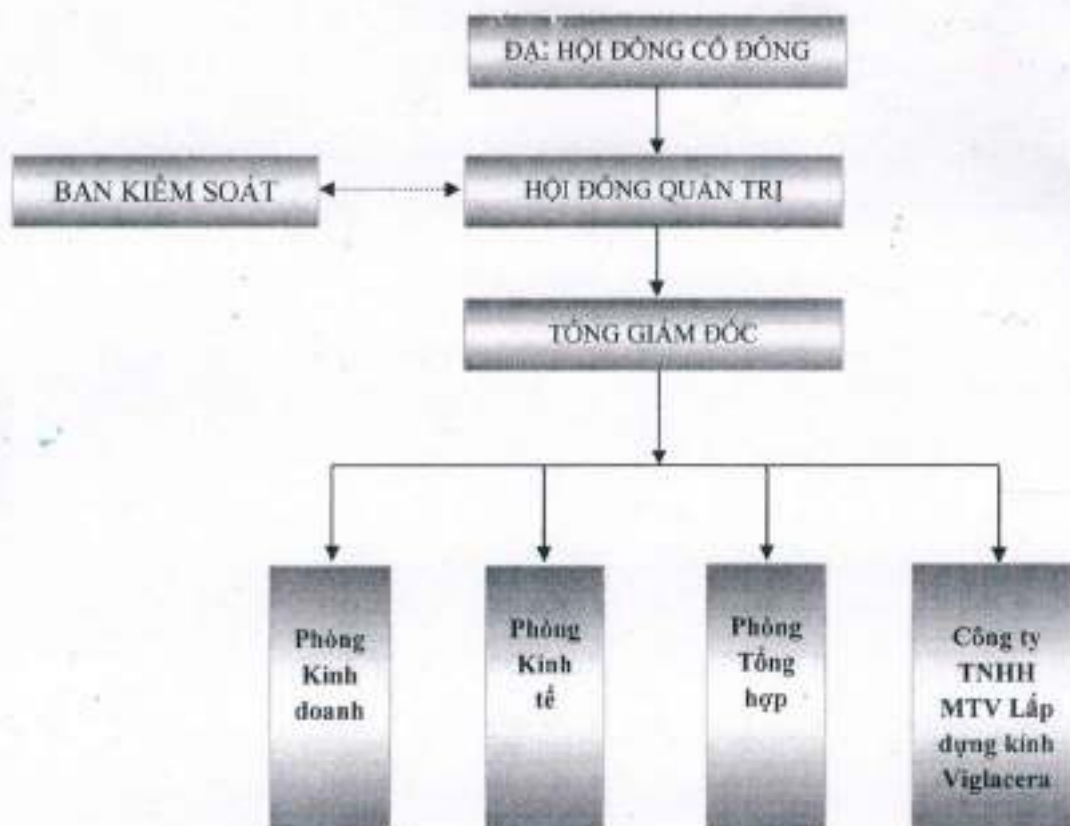 ĐẠI HỘI ĐỒNG CỔ ĐÔNG
BAN KIỂM SOÁT
HỘI ĐỒNG QUẢN TRỊ
TỔNG GIÁM ĐỐC
Phòng
Kinh
doanh
Phòng
Kinh
tế
Phòng
Tổng
hợp
Công ty
TNHH
MTV Lắp
dựng kính
Viglacera